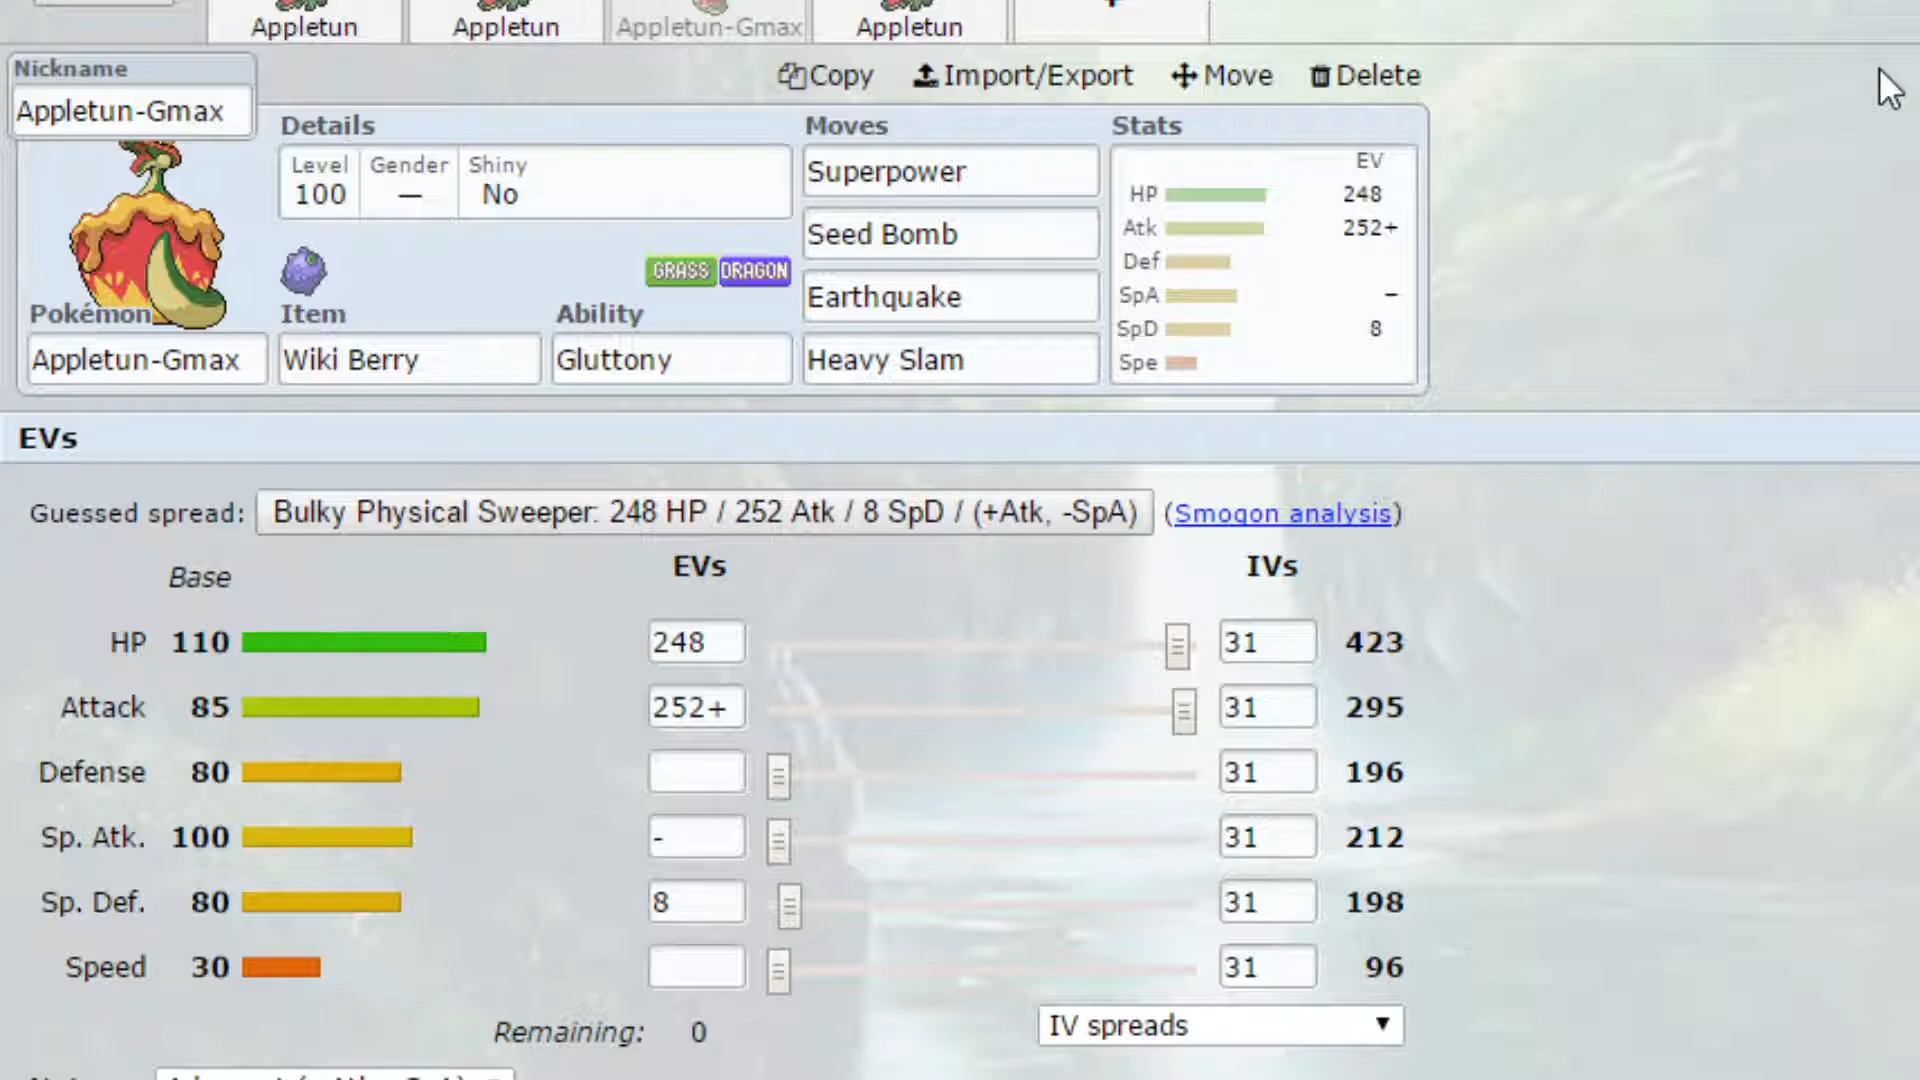 Appletun
Appletun
Appletun-Gmax
Appletun
Nickname
Appletun-Gmax
Copy
Import/Export
Move
Delete
Details
Moves
Stats
Level
Gender
Shiny
100
—
No
Superpower
Seed Bomb
Earthquake
Heavy Slam
EV
HP 248
Atk 252+
Def
SpA –
SpD 8
Spe
GRASS DRAGON
Pokémon
Item
Ability
Appletun-Gmax
Wiki Berry
Gluttony
EVs
Guessed spread: Bulky Physical Sweeper: 248 HP / 252 Atk / 8 SpD / (+Atk, -SpA) (Smogon analysis)
Base EVs IVs
HP 110 248 31 423
Attack 85 252+ 31 295
Defense 80 31 196
Sp. Atk. 100 - 31 212
Sp. Def. 80 8 31 198
Speed 30 31 96
Remaining: 0
IV spreads